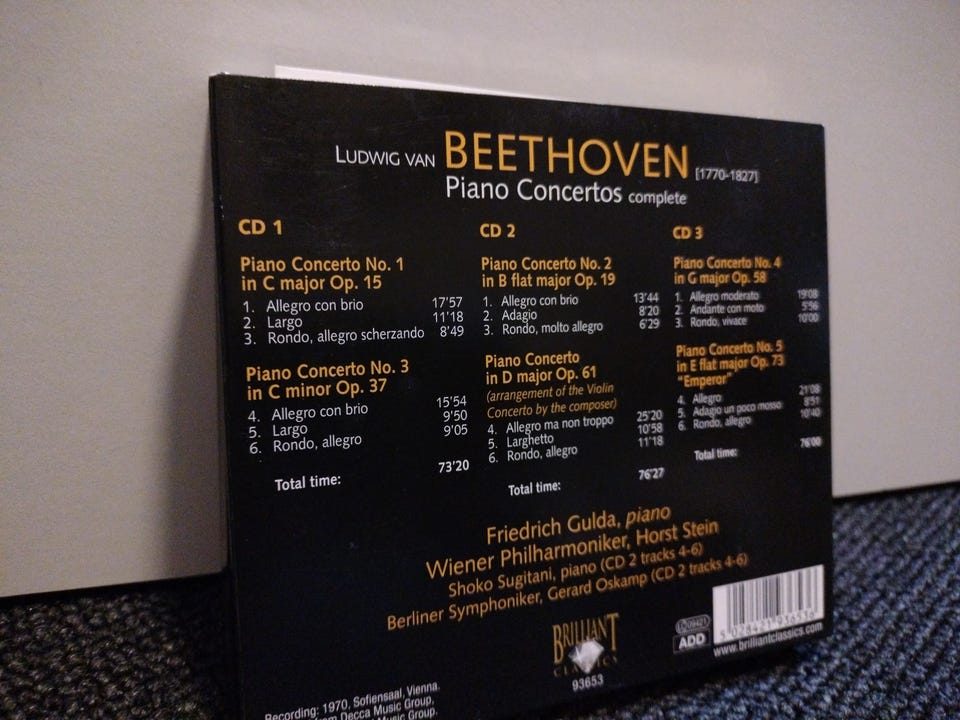 LUDWIG VAN BEETHOVEN [1770-1827]
Piano Concertos complete
CD 1
Piano Concerto No. 1
in C major Op. 15
1. Allegro con brio 17'57
2. Largo 11'18
3. Rondo, allegro scherzando 8'49
Piano Concerto No. 3
in C minor Op. 37
4. Allegro con brio 15'54
5. Largo 9'50
6. Rondo, allegro 9'05
Total time: 73'20
CD 2
Piano Concerto No. 2
in B flat major Op. 19
1. Allegro con brio 13'44
2. Adagio 8'20
3. Rondo, molto allegro 6'29
Piano Concerto
in D major Op. 61
(arrangement of the Violin
Concerto by the composer)
4. Allegro ma non troppo 25'20
5. Larghetto 10'58
6. Rondo, allegro 11'18
Total time: 76'27
CD 3
Piano Concerto No. 4
in G major Op. 58
1. Allegro moderato 19'08
2. Andante con moto 5'56
3. Rondo, vivace 10'00
Piano Concerto No. 5
in E flat major Op. 73
"Emperor"
4. Allegro 21'08
5. Adagio un poco mosso 8'51
6. Rondo, allegro 10'40
Total time: 76'00
Friedrich Gulda, piano
Wiener Philharmoniker, Horst Stein
Shoko Sugitani, piano (CD 2 tracks 4-6)
Berliner Symphoniker, Gerard Oskamp (CD 2 tracks 4-6)
BRILLIANT
CLASSICS
93653
LC 09421
ADD
5 028421 936536
www.brilliantclassics.com
Recording: 1970, Sofiensaal, Vienna.
from Decca Music Group.
Music Group.